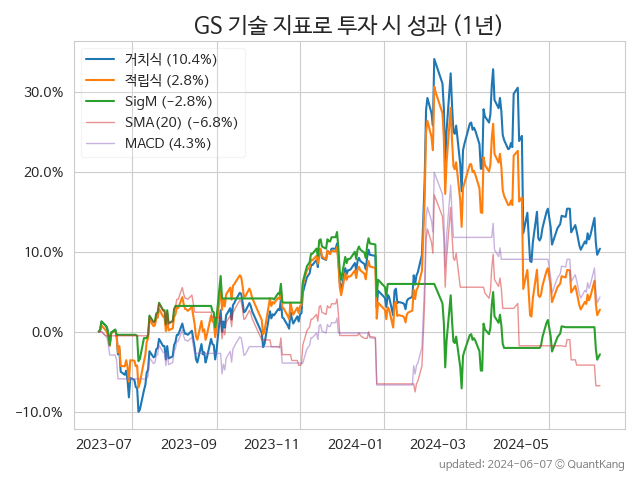 GS 기술 지표로 투자 시 성과 (1년)
거치식 (10.4%)
적립식 (2.8%)
SigM (−2.8%)
SMA(20) (−6.8%)
MACD (4.3%)
30.0%
20.0%
10.0%
0.0%
−10.0%
2023−07 2023−09 2023−11 2024−01 2024−03 2024−05
updated: 2024−06−07 © QuantKang